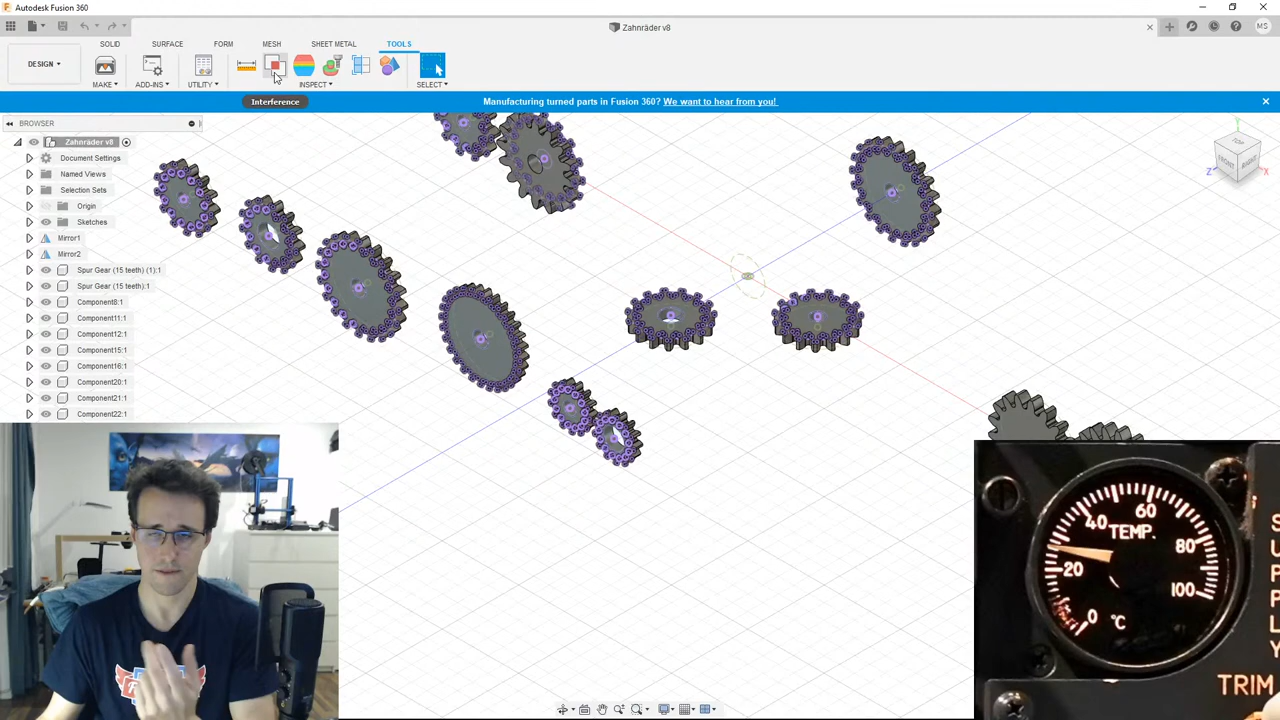 Autodesk Fusion 360
Zahnräder v8
MS
SOLID
SURFACE
FORM
MESH
SHEET METAL
TOOLS
DESIGN
MAKE
ADD-INS
UTILITY
INSPECT
SELECT
Interference
Manufacturing turned parts in Fusion 360? We want to hear from you!
BROWSER
Zahnräder v8
Document Settings
Named Views
Selection Sets
Origin
Sketches
Mirror1
Mirror2
Spur Gear (15 teeth) (1):1
Spur Gear (15 teeth):1
Component8:1
Component11:1
Component12:1
Component15:1
Component16:1
Component20:1
Component21:1
Component22:1
Y
TOP
FRONT
RIGHT
Z
X
60
40
TEMP.
80
20
100
0
°C
TRIM